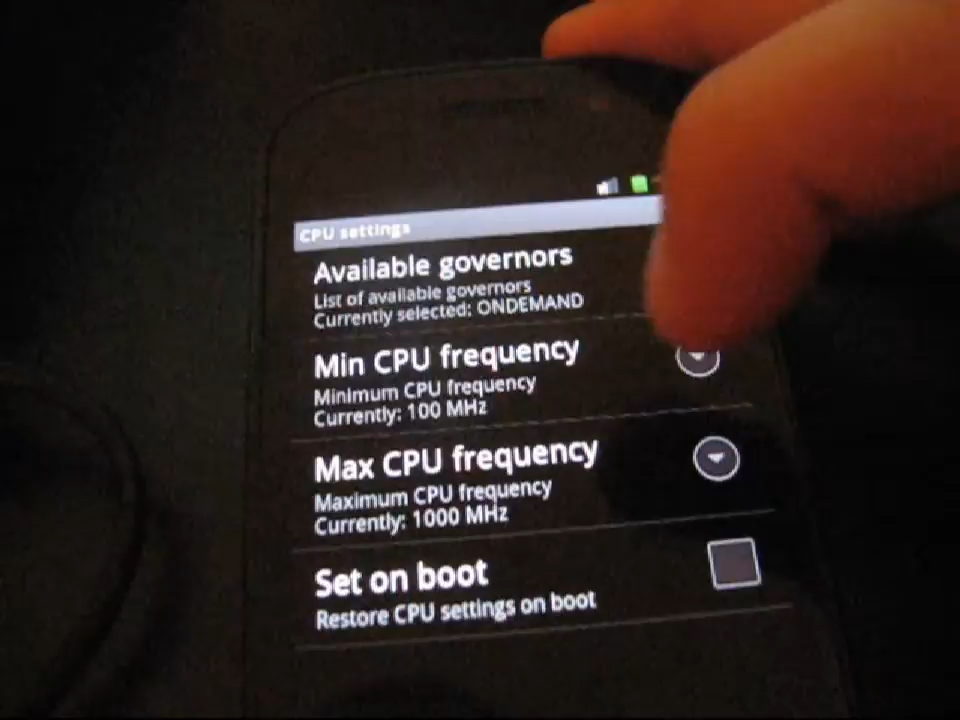 CPU settings
Available governors
List of available governors
Currently selected: ONDEMAND
Min CPU frequency
Minimum CPU frequency
Currently: 100 MHz
Max CPU frequency
Maximum CPU frequency
Currently: 1000 MHz
Set on boot
Restore CPU settings on boot